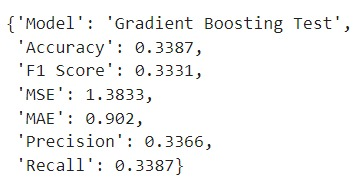 {'Model': 'Gradient Boosting Test',
'Accuracy': 0.3387,
'F1 Score': 0.3331,
'MSE': 1.3833,
'MAE': 0.902,
'Precision': 0.3366,
'Recall': 0.3387}